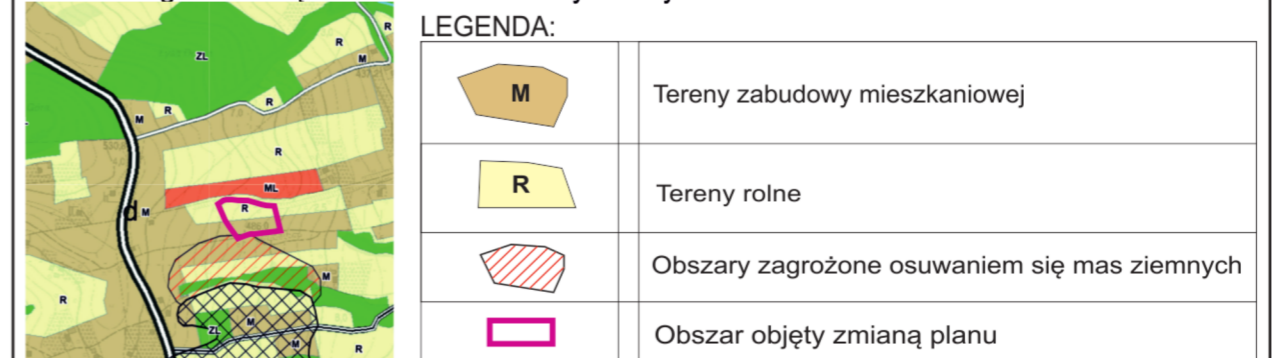 LEGENDA:
M Tereny zabudowy mieszkaniowej
R Tereny rolne
Obszary zagrożone osuwaniem się mas ziemnych
Obszar objęty zmianą planu
R
R
ZL
M
R
R
M
R
ML
R
d M
M
R
ZL
M
M
R